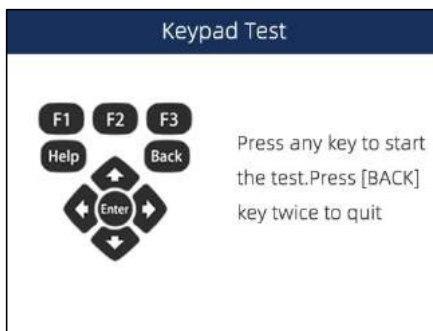 Keypad Test
F1 F2 F3
Help Back
Enter
Press any key to start
the test.Press [BACK]
key twice to quit